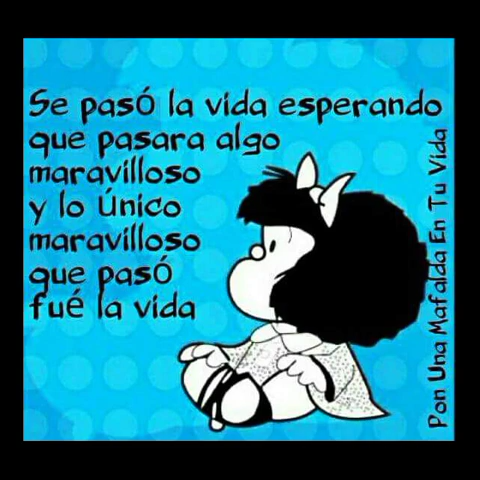 Se pasó la vida esperando
que pasara algo
maravilloso
y lo único
maravilloso
que pasó
fué la vida
Pon Una Mafalda En Tu Vida